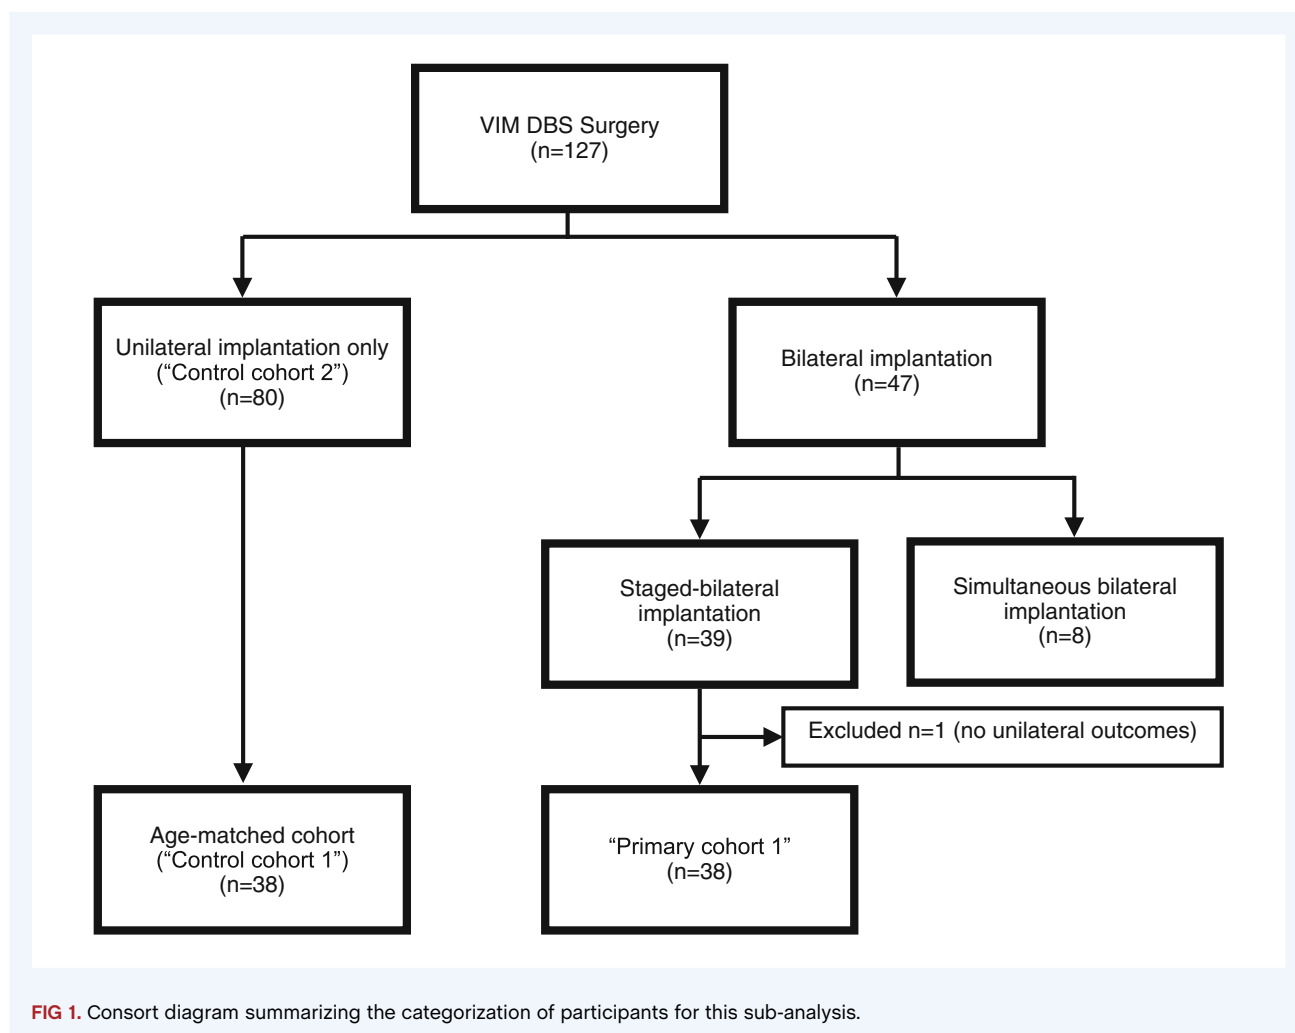 VIM DBS Surgery
(n=127)
Unilateral implantation only
(“Control cohort 2”)
(n=80)
Bilateral implantation
(n=47)
Staged-bilateral
implantation
(n=39)
Simultaneous bilateral
implantation
(n=8)
Excluded n=1 (no unilateral outcomes)
Age-matched cohort
(“Control cohort 1”)
(n=38)
“Primary cohort 1”
(n=38)
FIG 1. Consort diagram summarizing the categorization of participants for this sub-analysis.